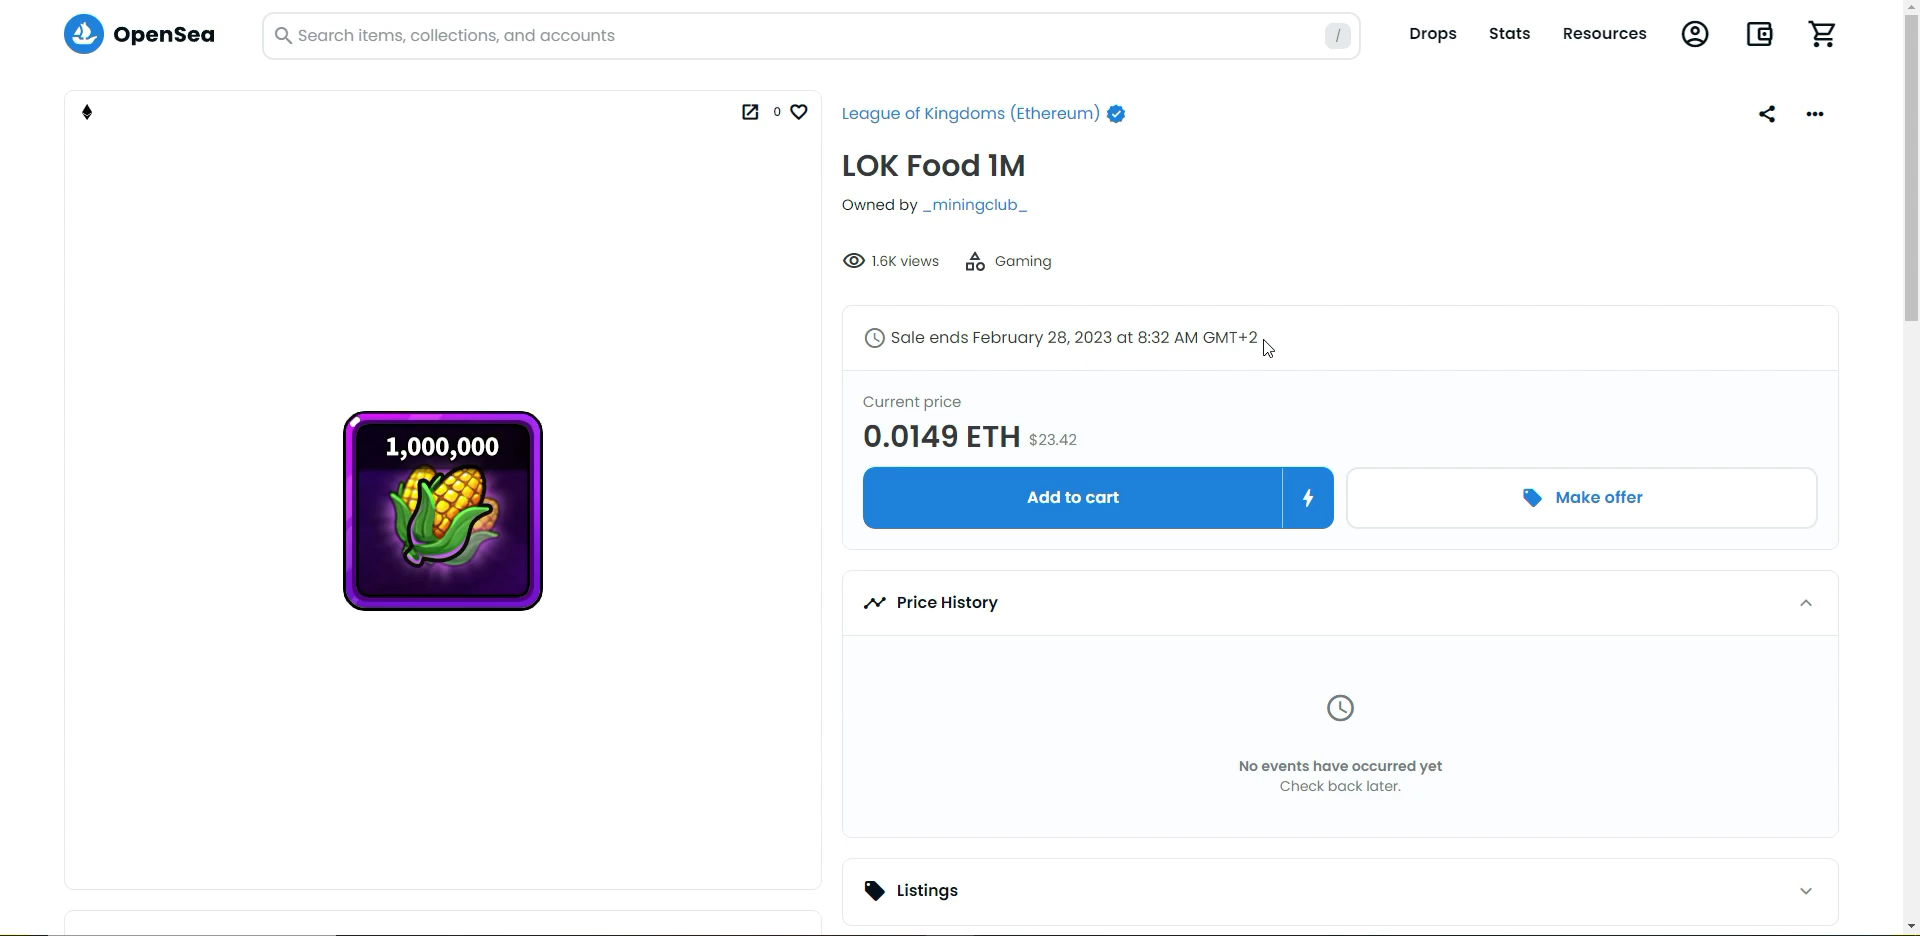 OpenSea
Search items, collections, and accounts
/
Drops
Stats
Resources
0
League of Kingdoms (Ethereum)
LOK Food 1M
Owned by _miningclub_
1.6K views
Gaming
Sale ends February 28, 2023 at 8:32 AM GMT+2
1,000,000
Current price
0.0149 ETH $23.42
Add to cart
Make offer
Price History
No events have occurred yet
Check back later.
Listings